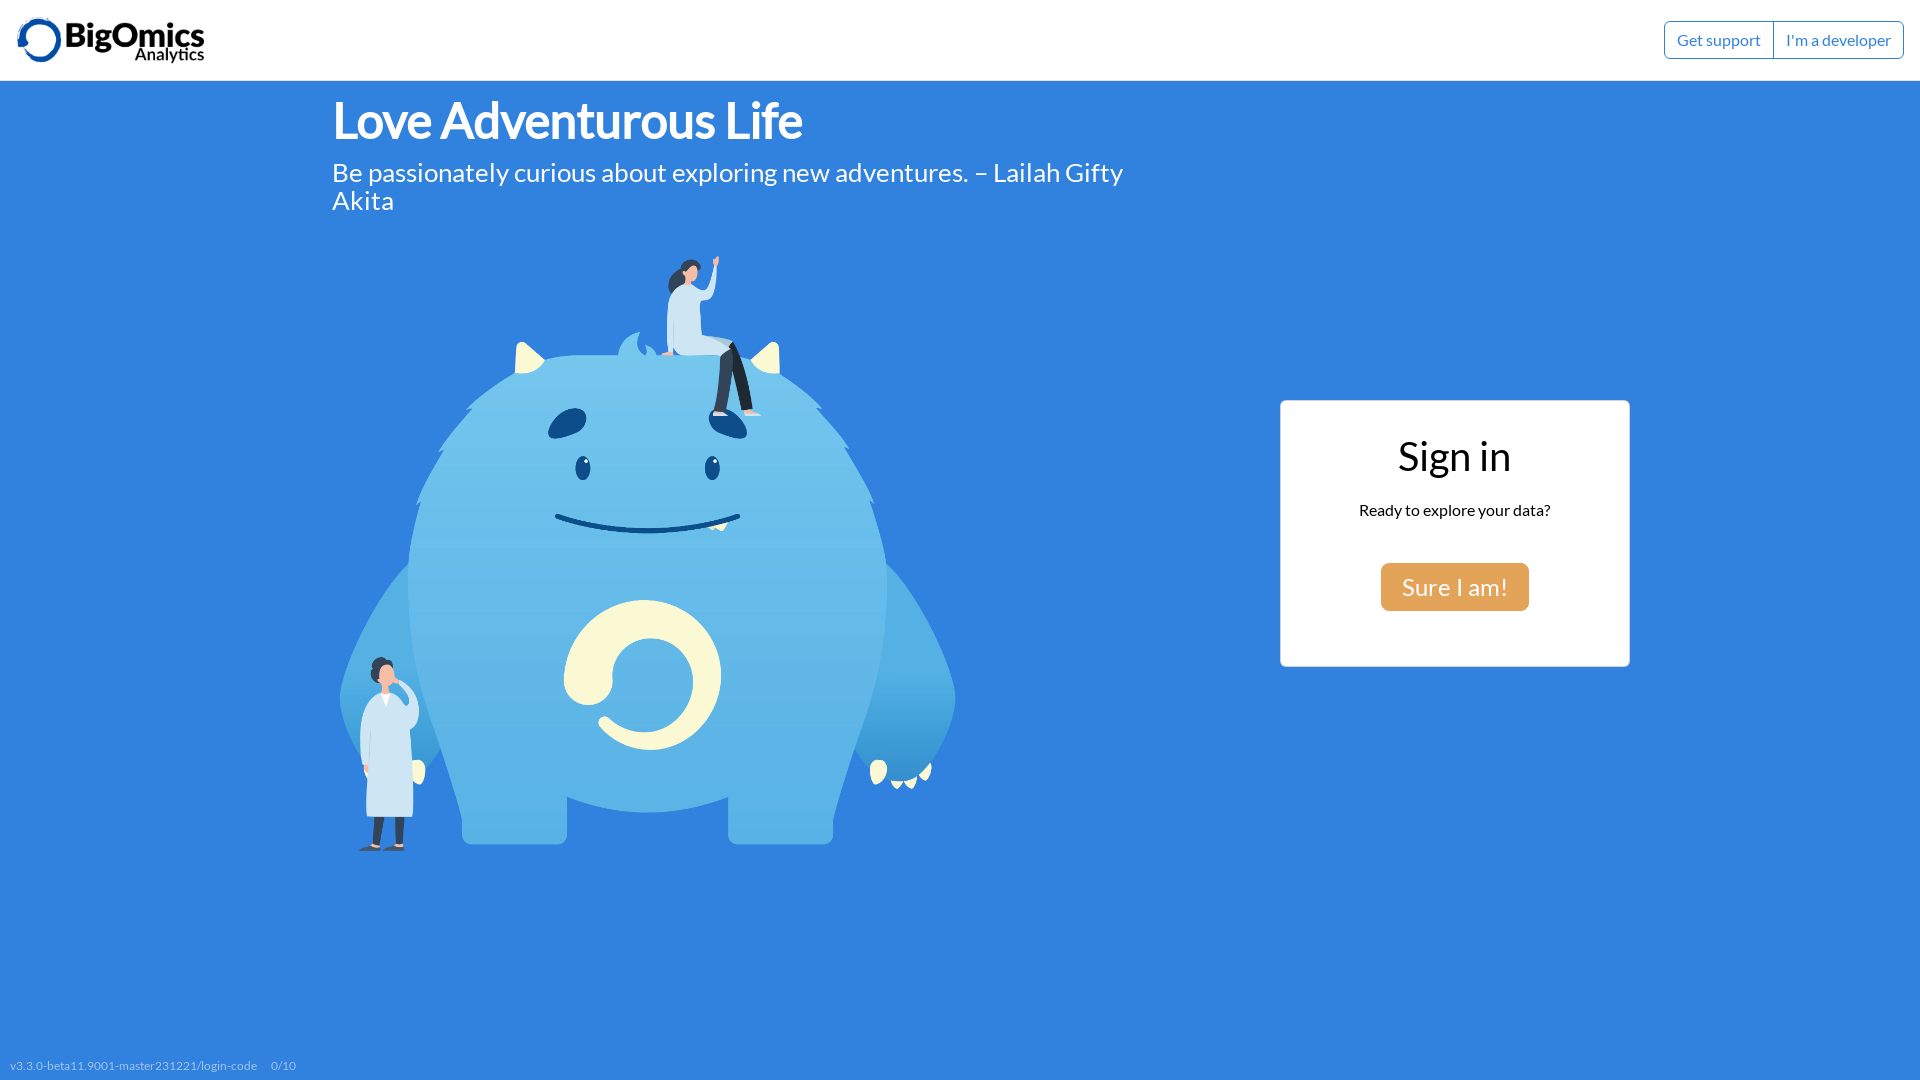 BigOmics
Analytics
Get support
I'm a developer
Love Adventurous Life
Be passionately curious about exploring new adventures. – Lailah Gifty
Akita
Sign in
Ready to explore your data?
Sure I am!
v3.3.0-beta11.9001-master231221/login-code 0/10